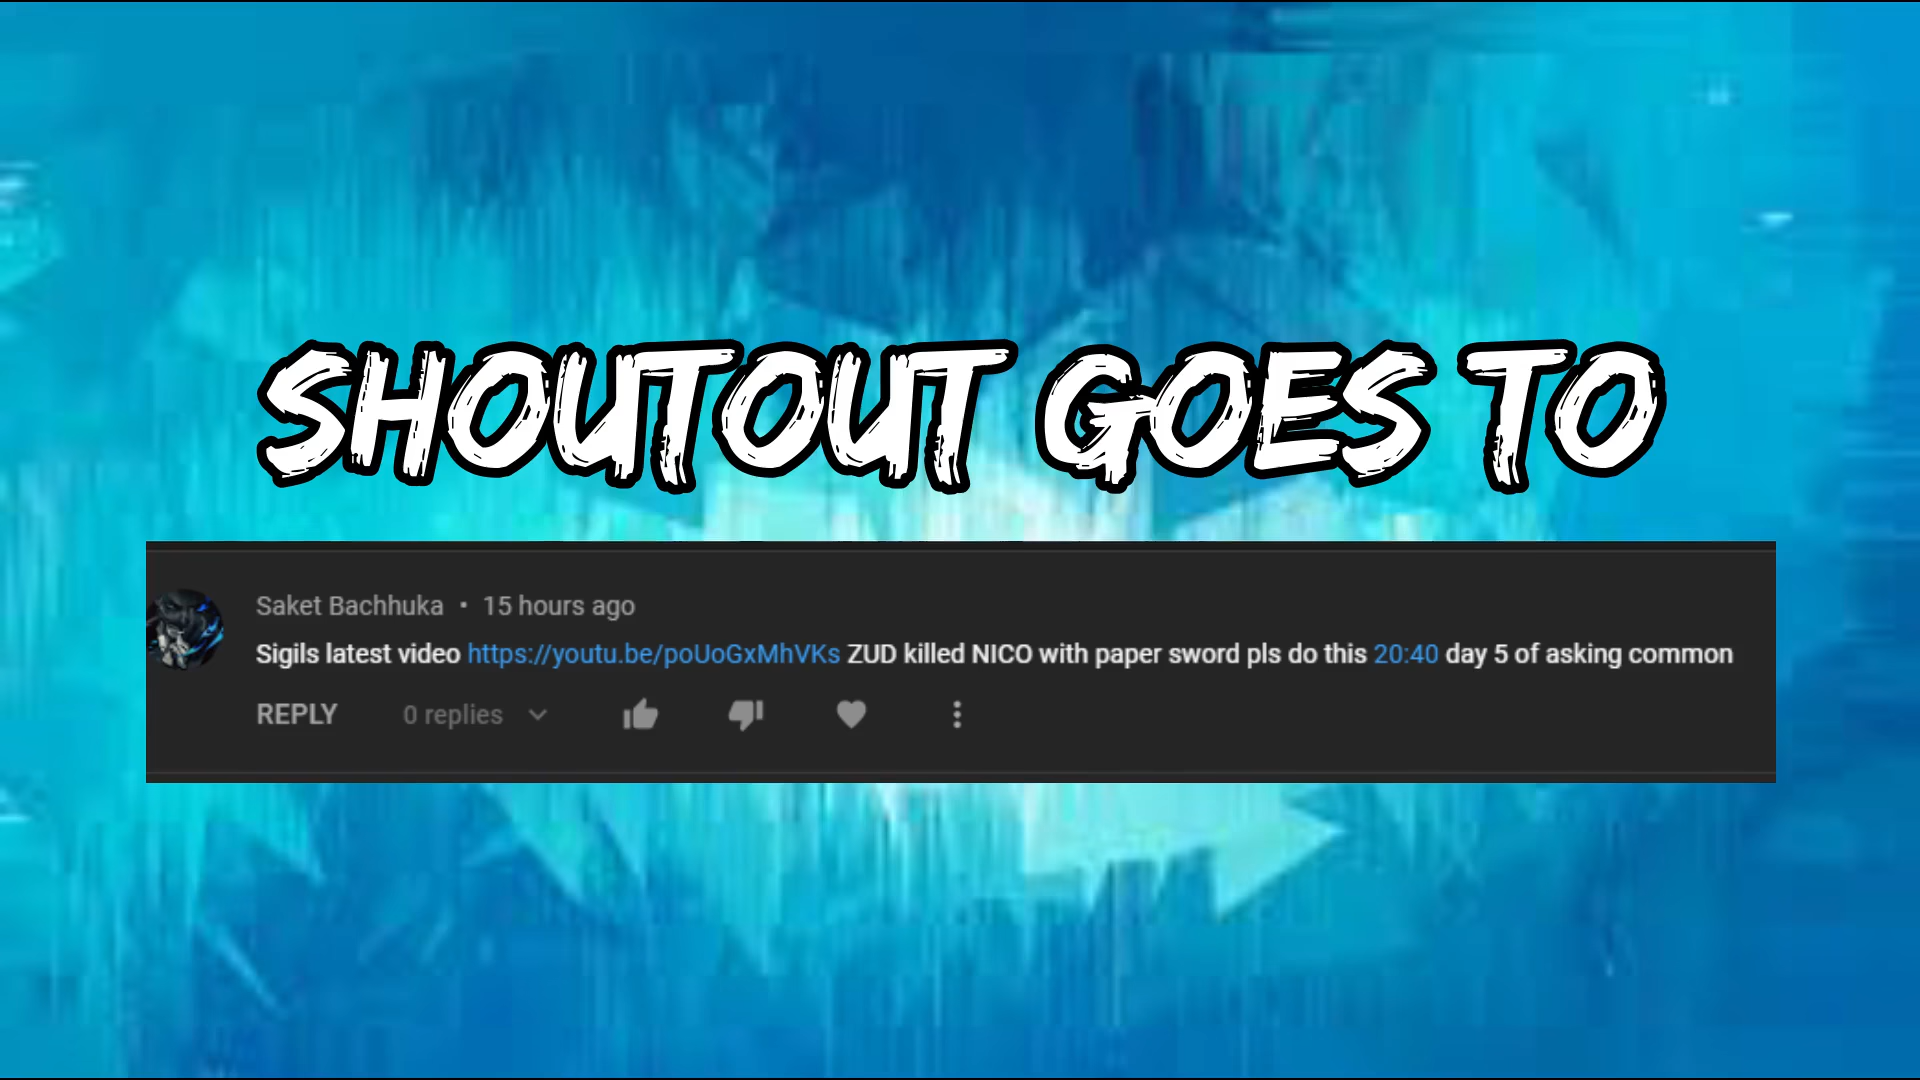 SHOUTOUT GOES TO
Saket Bachhuka • 15 hours ago
Sigils latest video https://youtu.be/poUoGxMhVKs ZUD killed NICO with paper sword pls do this 20:40 day 5 of asking common
REPLY 0 replies